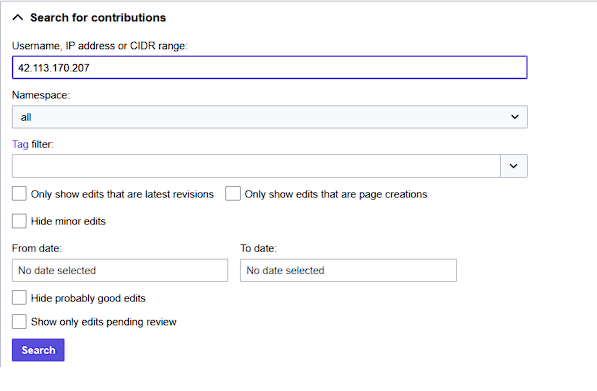 Search for contributions
Username, IP address or CIDR range:
42.113.170.207
Namespace:
all
Tag filter:
Only show edits that are latest revisions Only show edits that are page creations
Hide minor edits
From date: To date:
No date selected No date selected
Hide probably good edits
Show only edits pending review
Search